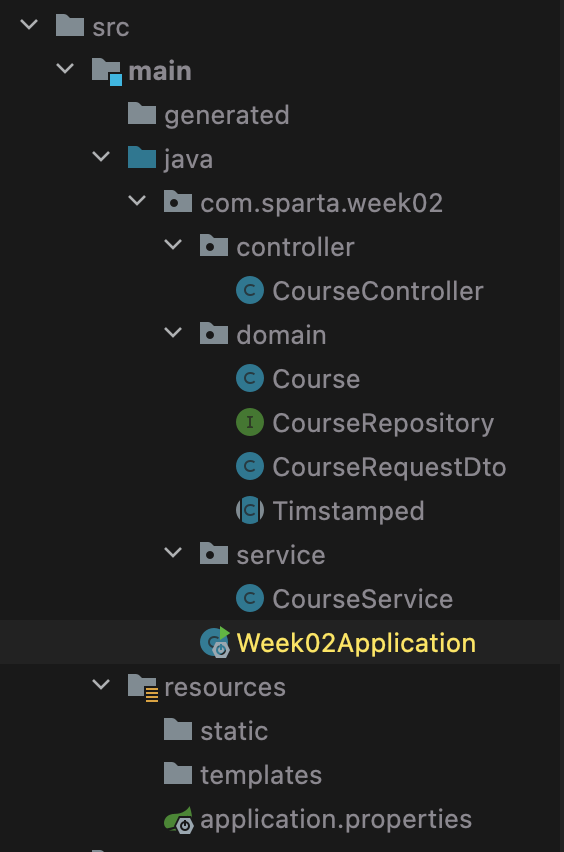 src
main
generated
java
com.sparta.week02
controller
CourseController
domain
Course
CourseRepository
CourseRequestDto
Timstamped
service
CourseService
Week02Application
resources
static
templates
application.properties